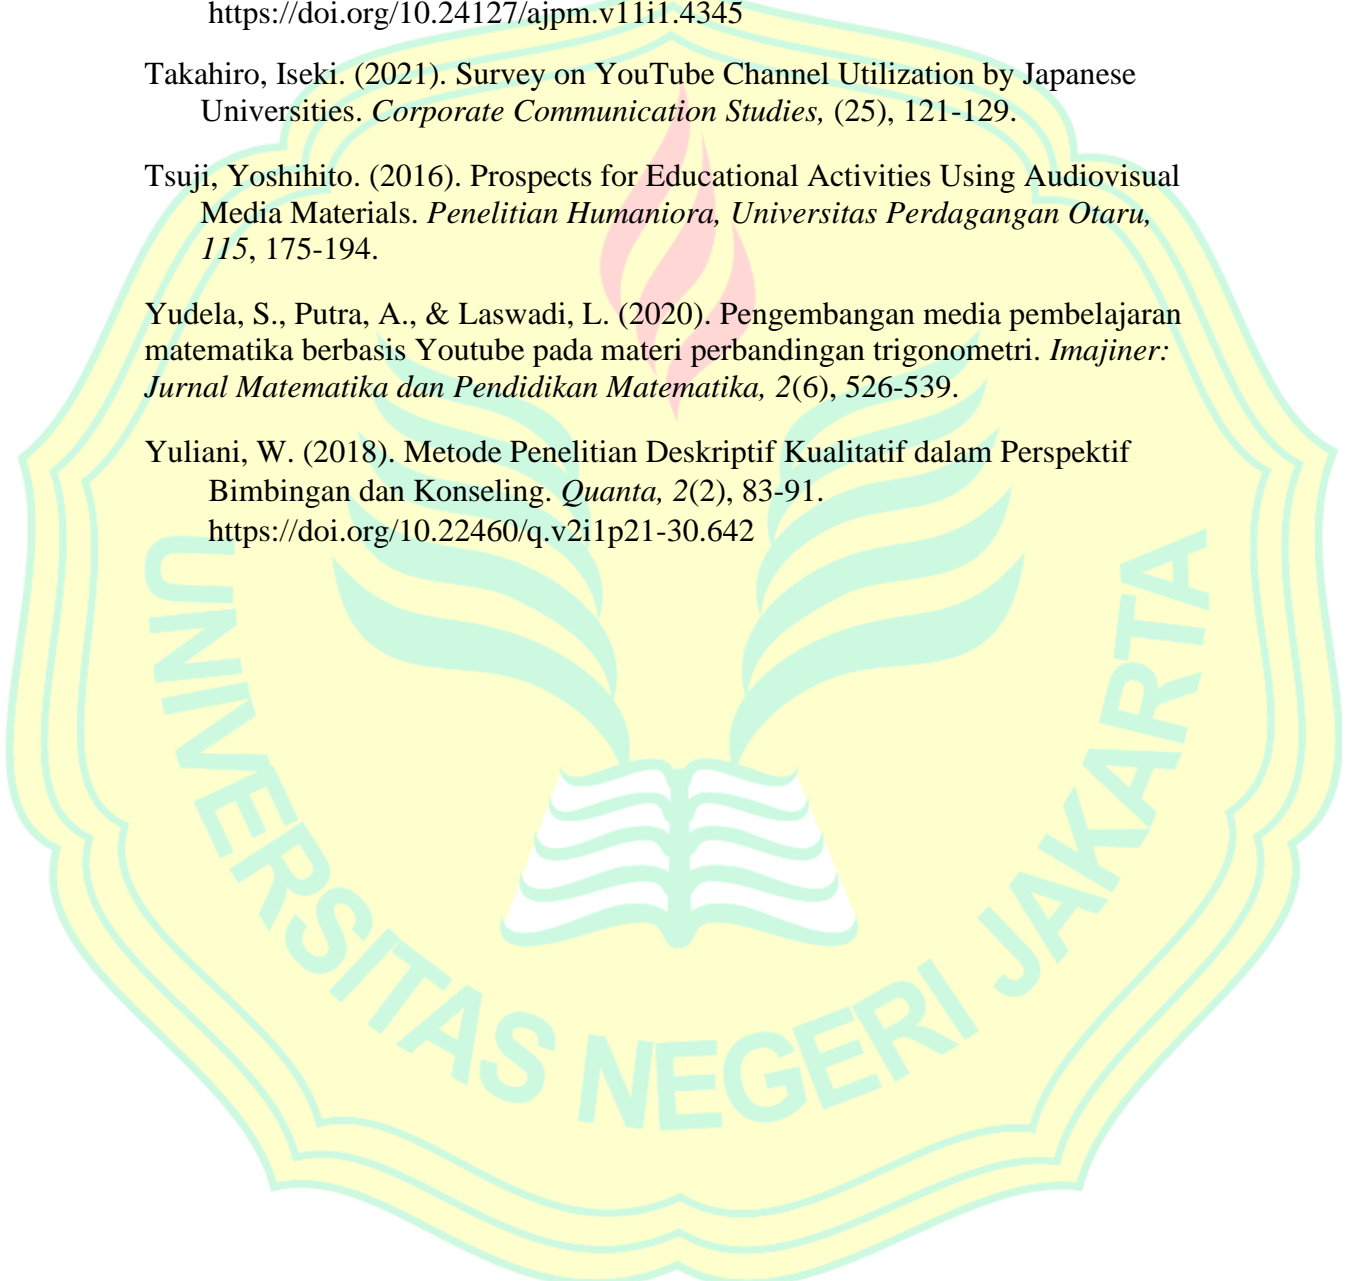 https://doi.org/10.24127/ajpm.v11i1.4345
Takahiro, Iseki. (2021). Survey on YouTube Channel Utilization by Japanese
Universities. Corporate Communication Studies, (25), 121-129.
Tsuji, Yoshihito. (2016). Prospects for Educational Activities Using Audiovisual
Media Materials. Penelitian Humaniora, Universitas Perdagangan Otaru,
115, 175-194.
Yudela, S., Putra, A., & Laswadi, L. (2020). Pengembangan media pembelajaran
matematika berbasis Youtube pada materi perbandingan trigonometri. Imajiner:
Jurnal Matematika dan Pendidikan Matematika, 2(6), 526-539.
Yuliani, W. (2018). Metode Penelitian Deskriptif Kualitatif dalam Perspektif
Bimbingan dan Konseling. Quanta, 2(2), 83-91.
https://doi.org/10.22460/q.v2i1p21-30.642
UNIVERSITAS NEGERI JAKARTA